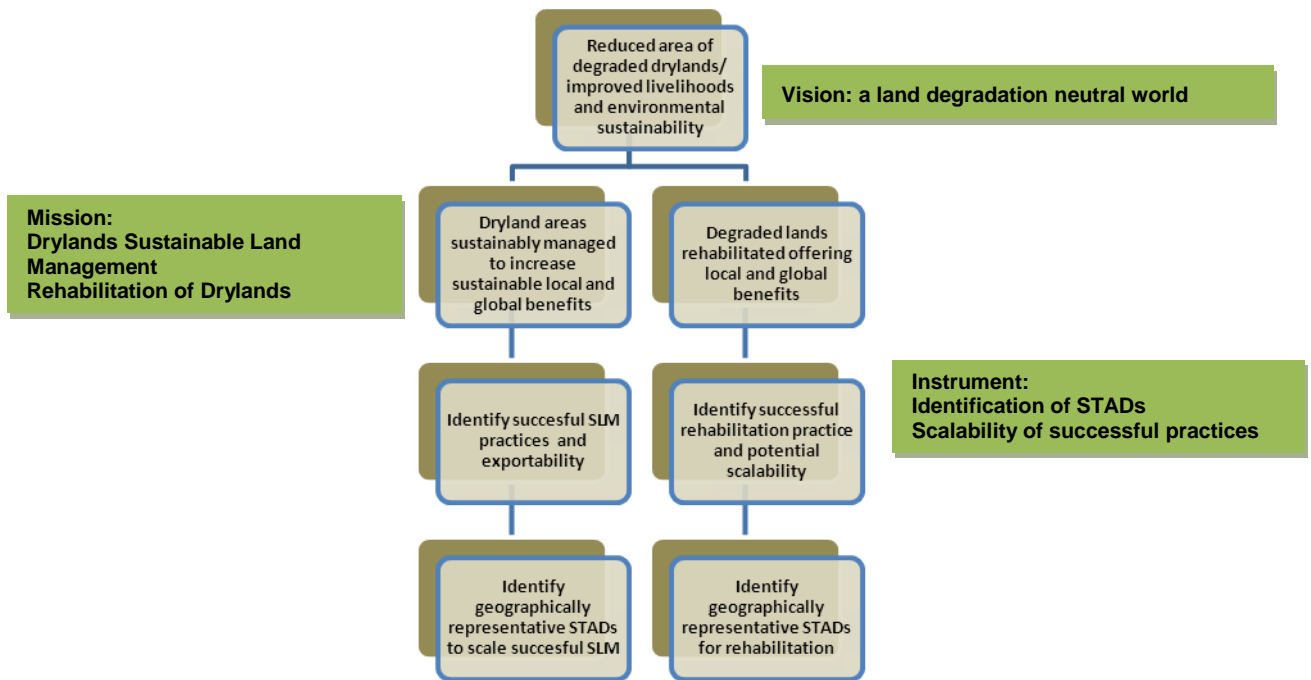 Reduced area of
degraded drylands/
improved livelihoods
and environmental
sustainability
Vision: a land degradation neutral world
Mission:
Drylands Sustainable Land
Management
Rehabilitation of Drylands
Dryland areas
sustainably managed
to increase
sustainable local and
global benefits
Degraded lands
rehabilitated offering
local and global
benefits
Instrument:
Identification of STADs
Scalability of successful practices
Identify succesful SLM
practices and
exportability
Identify successful
rehabilitation practice
and potential
scalability
Identify
geographically
representative STADs
to scale succesful SLM
Identify
geographically
representative STADs
for rehabilitation